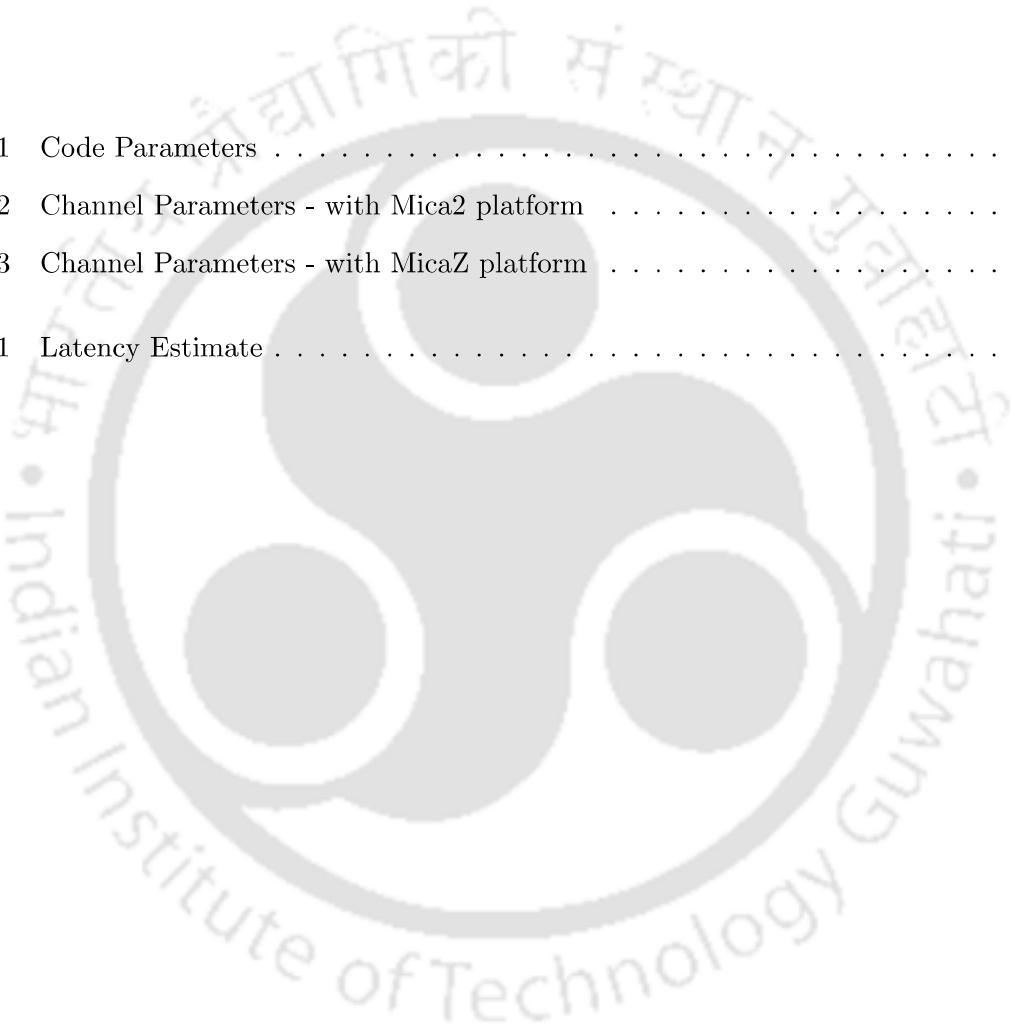 1 Code Parameters . . . . . . . . . . . . . . . . . . . . . . . . . . . . . . . . .
2 Channel Parameters - with Mica2 platform . . . . . . . . . . . . . . . . . .
3 Channel Parameters - with MicaZ platform . . . . . . . . . . . . . . . . . .
1 Latency Estimate . . . . . . . . . . . . . . . . . . . . . . . . . . . . . . . . .
भारतीय प्रौद्योगिकी संस्थान गुवाहाटी
• Indian Institute of Technology Guwahati •